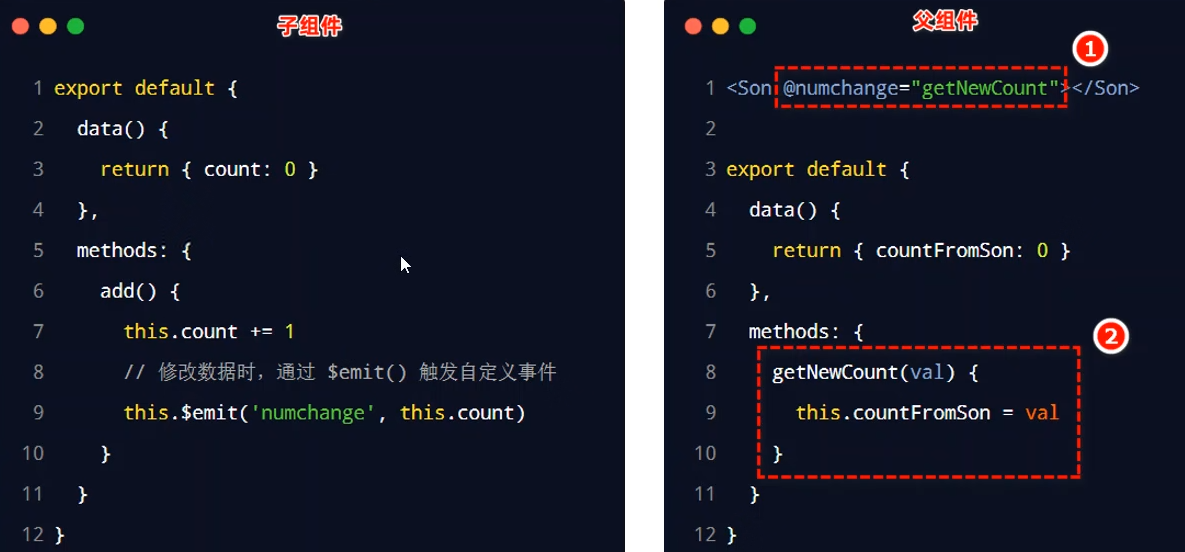 子组件
1 export default {
2 data() {
3 return { count: 0 }
4 },
5 methods: {
6 add() {
7 this.count += 1
8 // 修改数据时，通过 $emit() 触发自定义事件
9 this.$emit('numchange', this.count)
10 }
11 }
12 }
父组件
1
1 <Son @numchange="getNewCount"></Son>
2
3 export default {
4 data() {
5 return { countFromSon: 0 }
6 },
7 methods: {
2
8 getNewCount(val) {
9 this.countFromSon = val
10 }
11 }
12 }